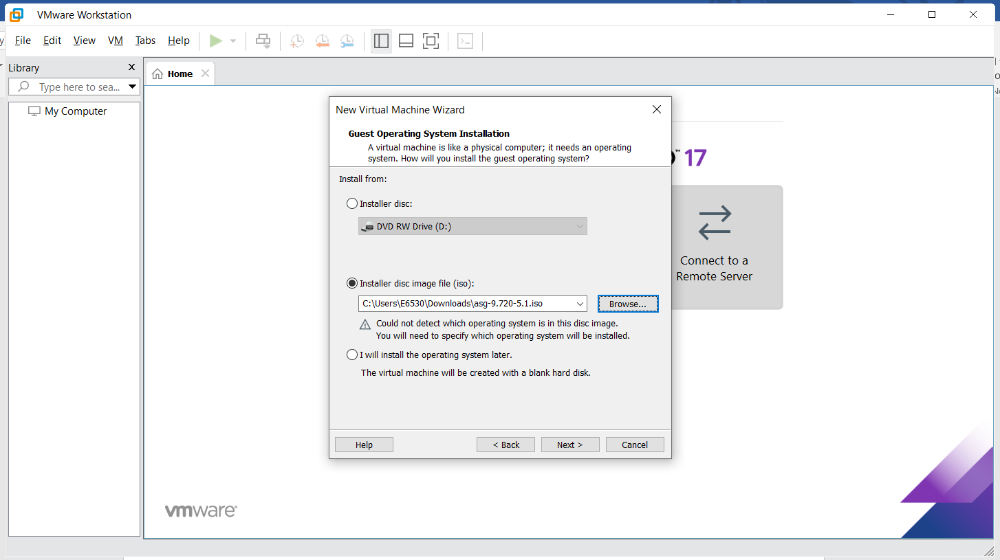 VMware Workstation
File Edit View VM Tabs Help
Library
Type here to sea...
My Computer
Home
New Virtual Machine Wizard
Guest Operating System Installation
A virtual machine is like a physical computer; it needs an operating
system. How will you install the guest operating system?
Install from:
Installer disc:
DVD RW Drive (D:)
Installer disc image file (iso):
C:\Users\E6530\Downloads\asg-9.720-5.1.iso
Browse...
Could not detect which operating system is in this disc image.
You will need to specify which operating system will be installed.
I will install the operating system later.
The virtual machine will be created with a blank hard disk.
Help
< Back
Next >
Cancel
™ 17
Connect to a
Remote Server
vmware®